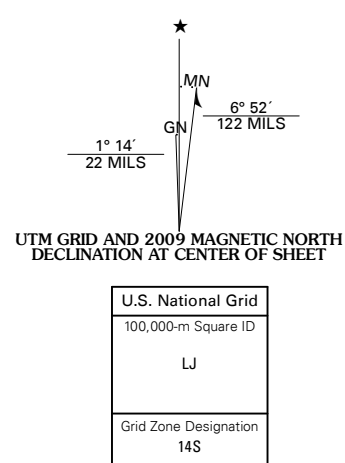 MN
6° 52´
122 MILS
GN
1° 14´
22 MILS
UTM GRID AND 2009 MAGNETIC NORTH
DECLINATION AT CENTER OF SHEET
U.S. National Grid
100,000-m Square ID
LJ
Grid Zone Designation
14S